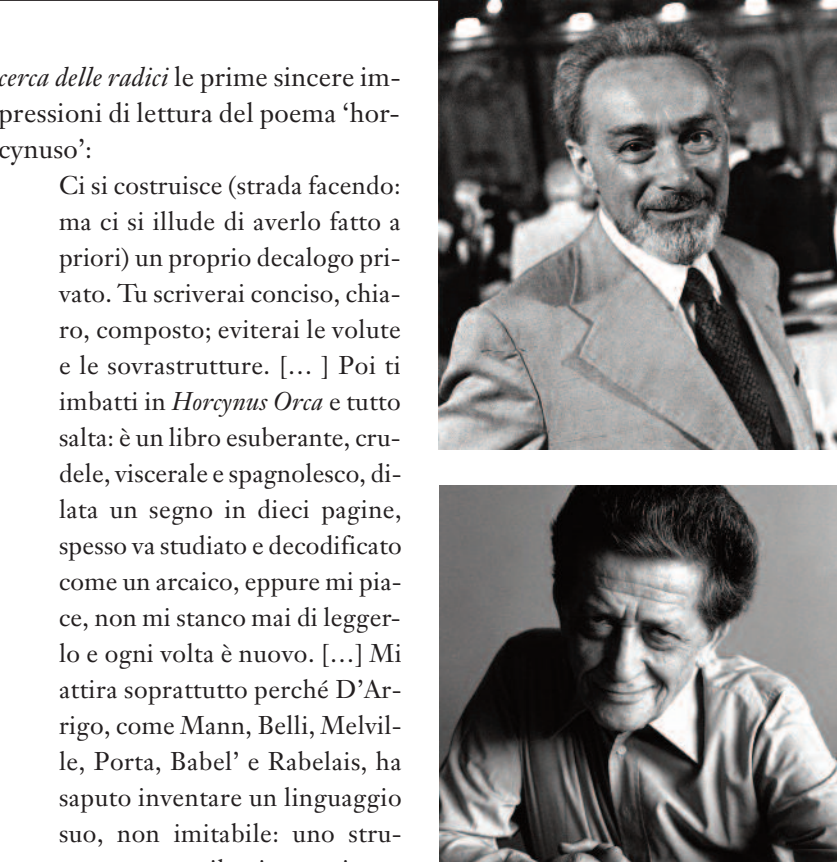 cerca delle radici le prime sincere im-
pressioni di lettura del poema ‘hor-
cynuso’:
Ci si costruisce (strada facendo:
ma ci si illude di averlo fatto a
priori) un proprio decalogo pri-
vato. Tu scriverai conciso, chia-
ro, composto; eviterai le volute
e le sovrastrutture. [… ] Poi ti
imbatti in Horcynus Orca e tutto
salta: è un libro esuberante, cru-
dele, viscerale e spagnolesco, di-
lata un segno in dieci pagine,
spesso va studiato e decodificato
come un arcaico, eppure mi pia-
ce, non mi stanco mai di legger-
lo e ogni volta è nuovo. […] Mi
attira soprattutto perché D’Ar-
rigo, come Mann, Belli, Melvil-
le, Porta, Babel’ e Rabelais, ha
saputo inventare un linguaggio
suo, non imitabile: uno stru-